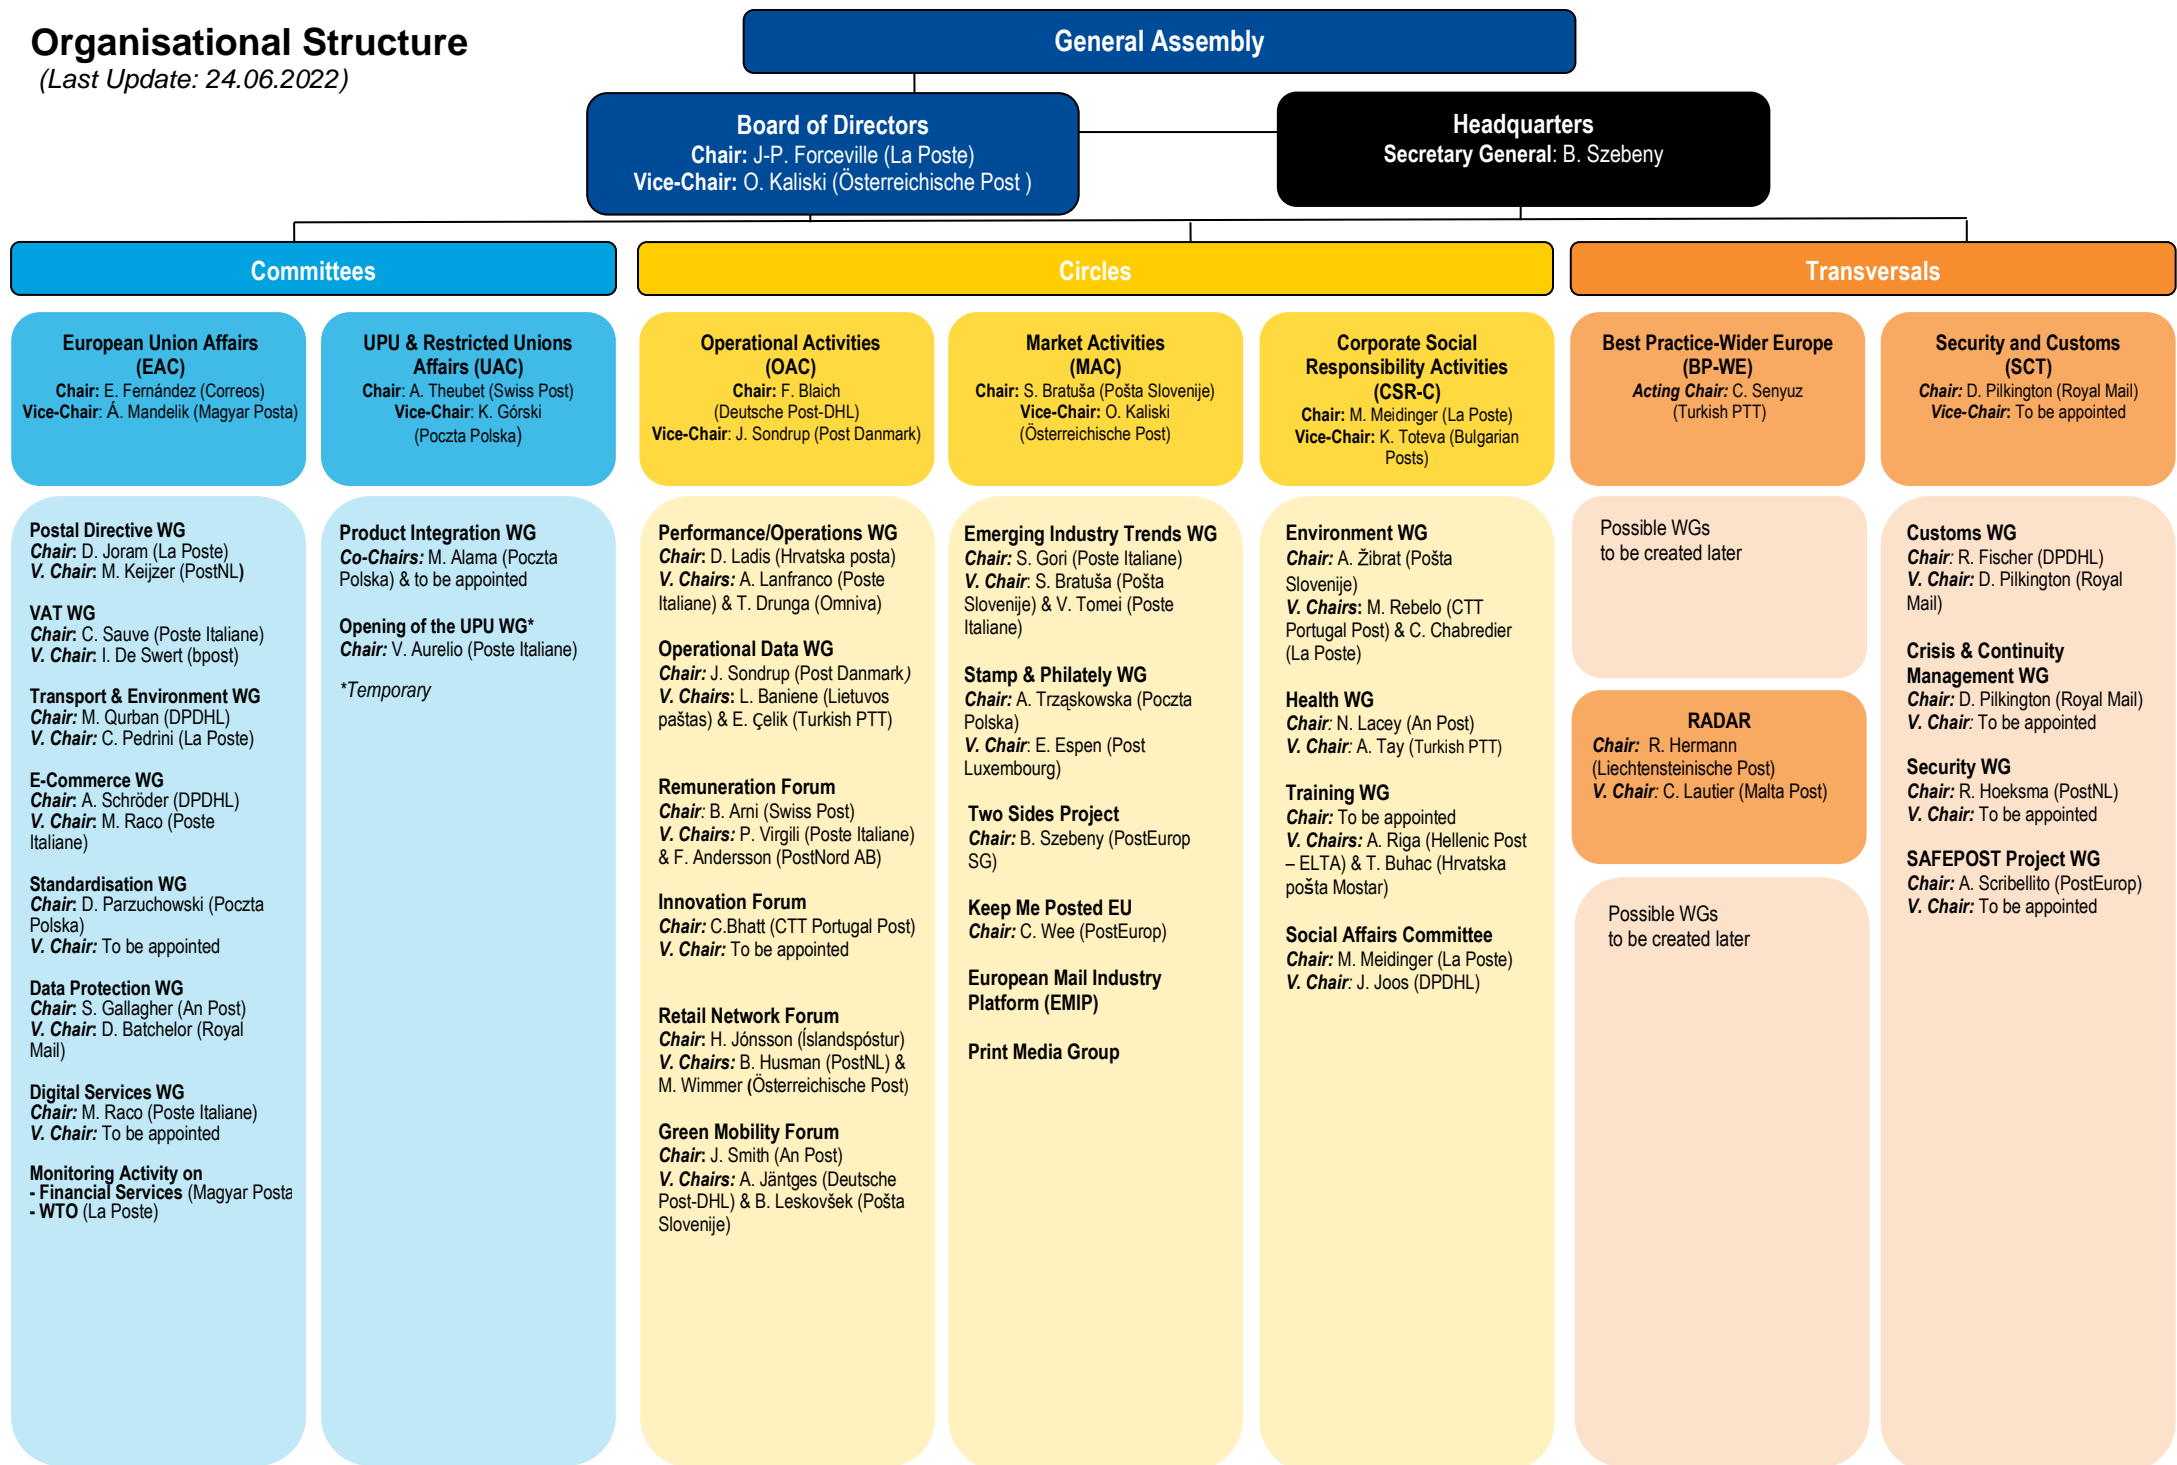 Organisational Structure
(Last Update: 24.06.2022)
General Assembly
Board of Directors
Chair: J-P. Forceville (La Poste)
Vice-Chair: O. Kaliski (Österreichische Post )
Headquarters
Secretary General: B. Szebeny
Committees
Circles
Transversals
European Union Affairs
(EAC)
Chair: E. Fernández (Correos)
Vice-Chair: Á. Mandelik (Magyar Posta)
UPU & Restricted Unions
Affairs (UAC)
Chair: A. Theubet (Swiss Post)
Vice-Chair: K. Górski
(Poczta Polska)
Operational Activities
(OAC)
Chair: F. Blaich
(Deutsche Post-DHL)
Vice-Chair: J. Sondrup (Post Danmark)
Market Activities
(MAC)
Chair: S. Bratuša (Pošta Slovenije)
Vice-Chair: O. Kaliski
(Österreichische Post)
Corporate Social
Responsibility Activities
(CSR-C)
Chair: M. Meidinger (La Poste)
Vice-Chair: K. Toteva (Bulgarian
Posts)
Best Practice-Wider Europe
(BP-WE)
Acting Chair: C. Senyuz
(Turkish PTT)
Security and Customs
(SCT)
Chair: D. Pilkington (Royal Mail)
Vice-Chair: To be appointed
Postal Directive WG
Chair: D. Joram (La Poste)
V. Chair: M. Keijzer (PostNL)
VAT WG
Chair: C. Sauve (Poste Italiane)
V. Chair: I. De Swert (bpost)
Transport & Environment WG
Chair: M. Qurban (DPDHL)
V. Chair: C. Pedrini (La Poste)
E-Commerce WG
Chair: A. Schröder (DPDHL)
V. Chair: M. Raco (Poste
Italiane)
Standardisation WG
Chair: D. Parzuchowski (Poczta
Polska)
V. Chair: To be appointed
Data Protection WG
Chair: S. Gallagher (An Post)
V. Chair: D. Batchelor (Royal
Mail)
Digital Services WG
Chair: M. Raco (Poste Italiane)
V. Chair: To be appointed
Monitoring Activity on
- Financial Services (Magyar Posta
- WTO (La Poste)
Product Integration WG
Co-Chairs: M. Alama (Poczta
Polska) & to be appointed
Opening of the UPU WG*
Chair: V. Aurelio (Poste Italiane)
*Temporary
Performance/Operations WG
Chair: D. Ladis (Hrvatska posta)
V. Chairs: A. Lanfranco (Poste
Italiane) & T. Drunga (Omniva)
Operational Data WG
Chair: J. Sondrup (Post Danmark)
V. Chairs: L. Baniene (Lietuvos
paštas) & E. Çelik (Turkish PTT)
Remuneration Forum
Chair: B. Arni (Swiss Post)
V. Chairs: P. Virgili (Poste Italiane)
& F. Andersson (PostNord AB)
Innovation Forum
Chair: C.Bhatt (CTT Portugal Post)
V. Chair: To be appointed
Retail Network Forum
Chair: H. Jónsson (Íslandspóstur)
V. Chairs: B. Husman (PostNL) &
M. Wimmer (Österreichische Post)
Green Mobility Forum
Chair: J. Smith (An Post)
V. Chairs: A. Jäntges (Deutsche
Post-DHL) & B. Leskovšek (Pošta
Slovenije)
Emerging Industry Trends WG
Chair: S. Gori (Poste Italiane)
V. Chair: S. Bratuša (Pošta
Slovenije) & V. Tomei (Poste
Italiane)
Stamp & Philately WG
Chair: A. Trząskowska (Poczta
Polska)
V. Chair: E. Espen (Post
Luxembourg)
Two Sides Project
Chair: B. Szebeny (PostEurop
SG)
Keep Me Posted EU
Chair: C. Wee (PostEurop)
European Mail Industry
Platform (EMIP)
Print Media Group
Environment WG
Chair: A. Žibrat (Pošta
Slovenije)
V. Chairs: M. Rebelo (CTT
Portugal Post) & C. Chabredier
(La Poste)
Health WG
Chair: N. Lacey (An Post)
V. Chair: A. Tay (Turkish PTT)
Training WG
Chair: To be appointed
V. Chairs: A. Riga (Hellenic Post
– ELTA) & T. Buhac (Hrvatska
pošta Mostar)
Social Affairs Committee
Chair: M. Meidinger (La Poste)
V. Chair: J. Joos (DPDHL)
Possible WGs
to be created later
RADAR
Chair: R. Hermann
(Liechtensteinische Post)
V. Chair: C. Lautier (Malta Post)
Possible WGs
to be created later
Customs WG
Chair: R. Fischer (DPDHL)
V. Chair: D. Pilkington (Royal
Mail)
Crisis & Continuity
Management WG
Chair: D. Pilkington (Royal Mail)
V. Chair: To be appointed
Security WG
Chair: R. Hoeksma (PostNL)
V. Chair: To be appointed
SAFEPOST Project WG
Chair: A. Scribellito (PostEurop)
V. Chair: To be appointed